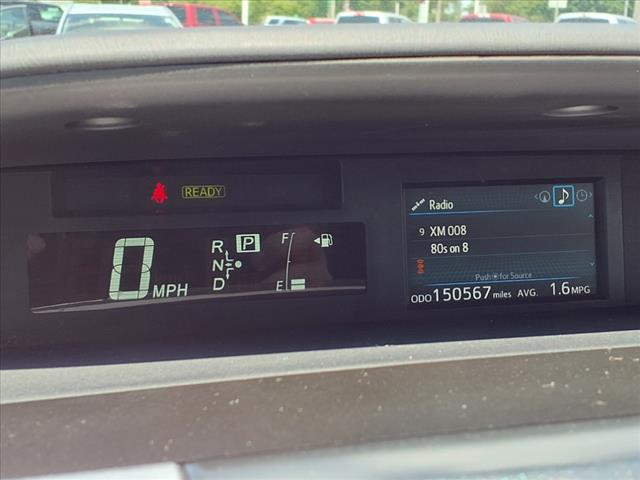 READY
0 MPH
R P
N
D
F
E
Radio
9 XM 008
80s on 8
Push for Source
ODO 150567 miles AVG. 1.6 MPG